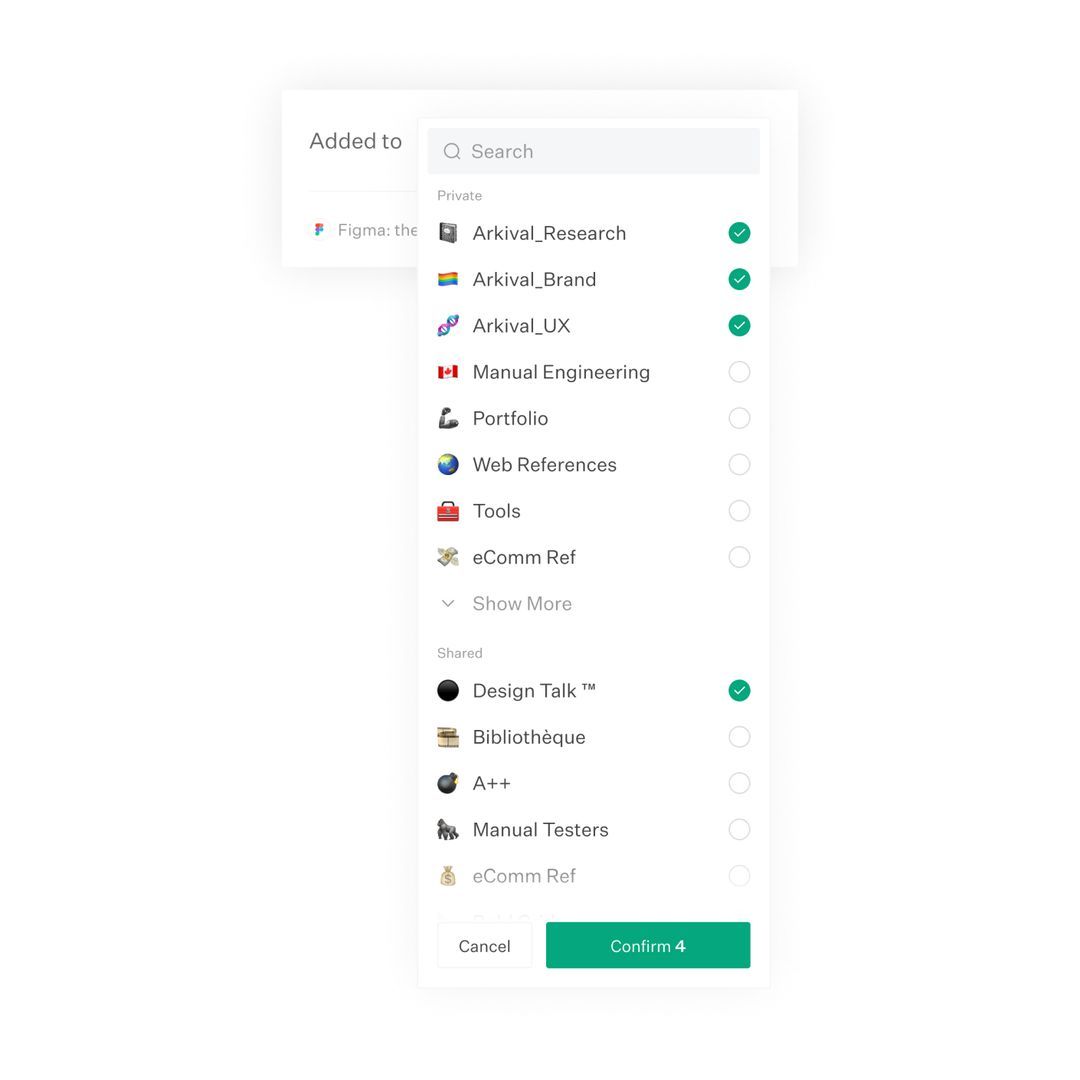 Added to
Search
Private
Figma: the
Arkival_Research
Arkival_Brand
Arkival_UX
Manual Engineering
Portfolio
Web References
Tools
eComm Ref
Show More
Shared
Design Talk ™
Bibliothèque
A++
Manual Testers
eComm Ref
Cancel
Confirm 4